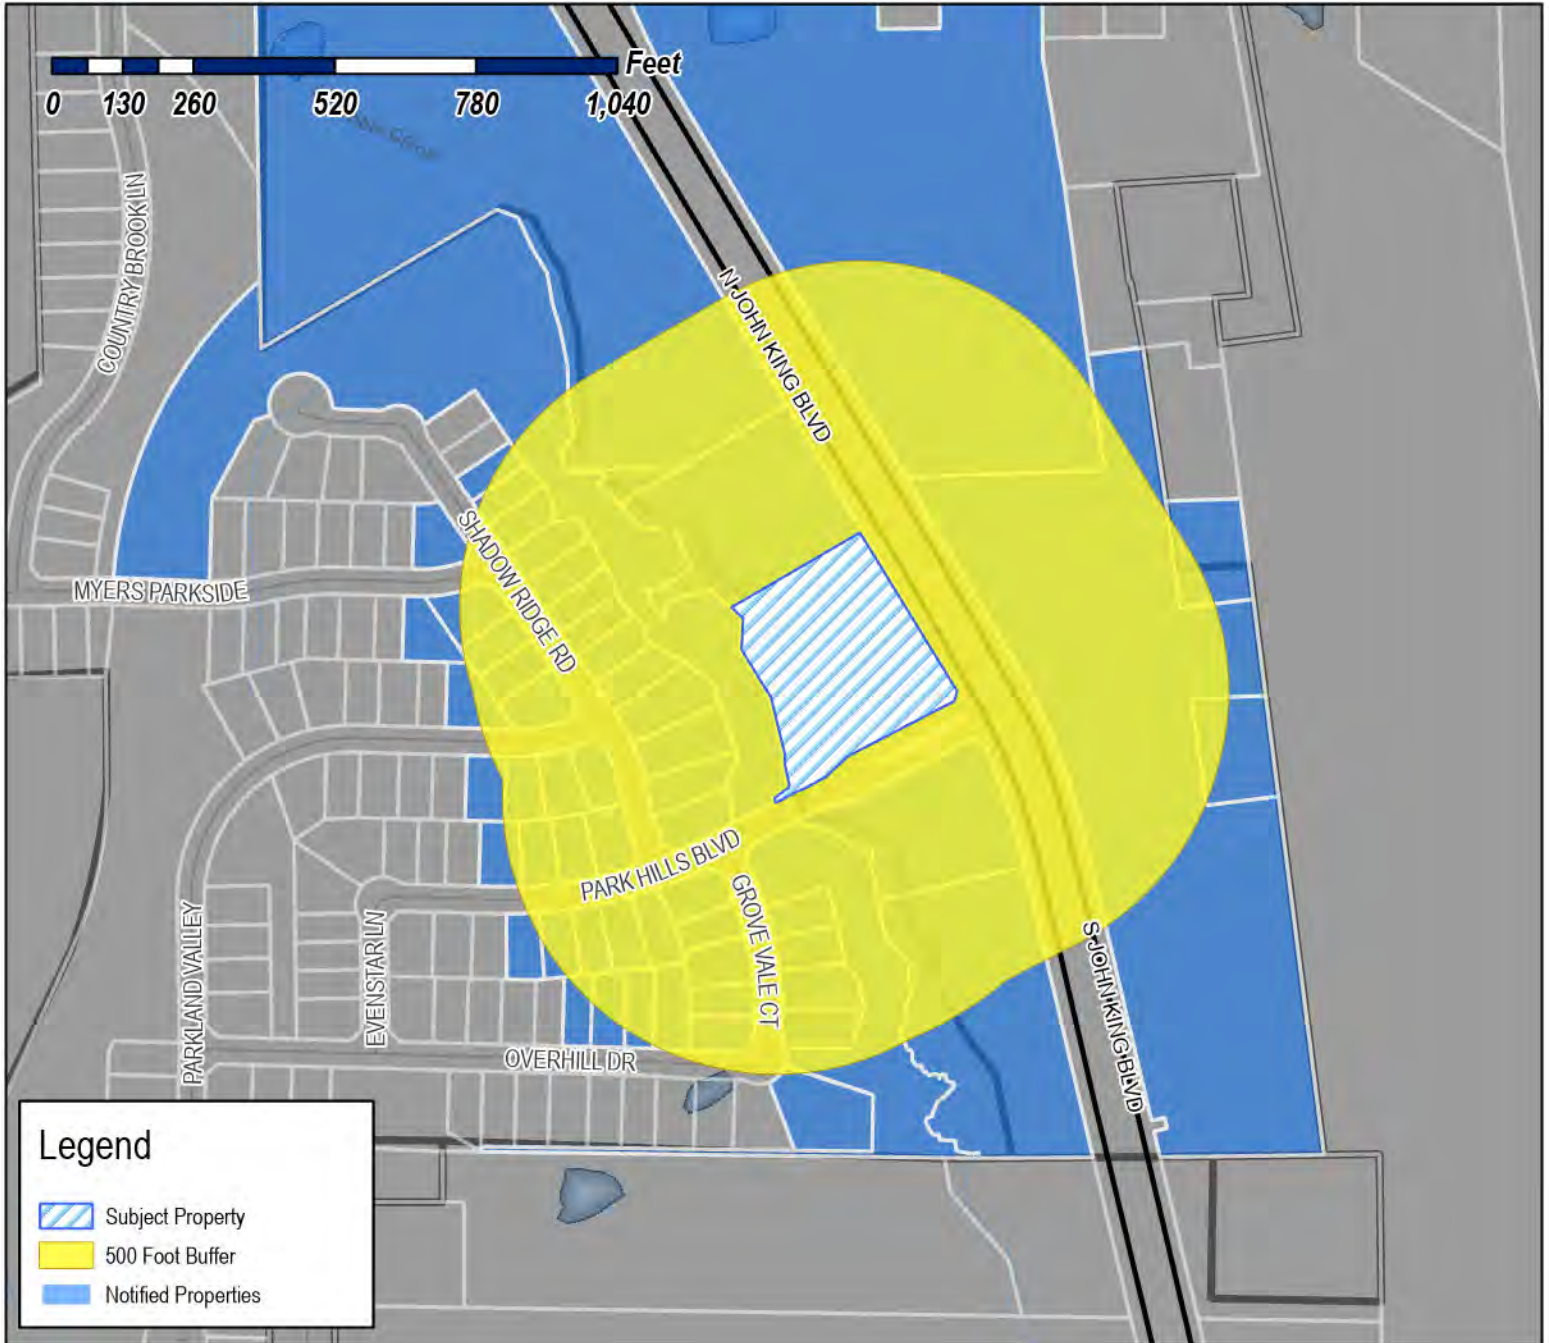 Feet
0 130 260 520 780 1,040
COUNTRY BROOK LN
N JOHN KING BLVD
SHADOW RIDGE RD
MYERS PARKSIDE
PARK HILLS BLVD
GROVE VALE CT
PARKLAND VALLEY
EVENSTAR LN
S JOHN KING BLVD
OVERHILL DR
Legend
Subject Property
500 Foot Buffer
Notified Properties